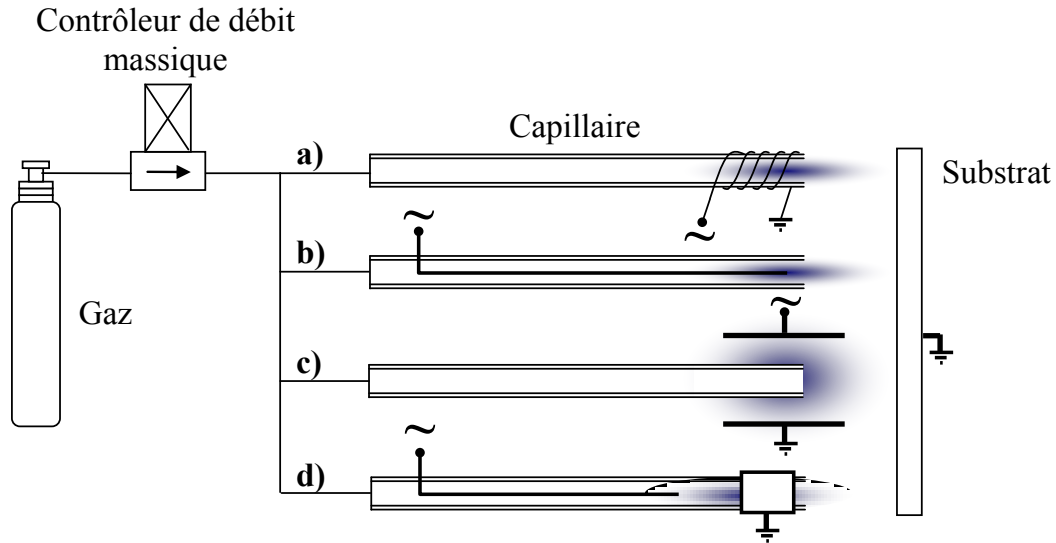 Contrôleur de débit
massique
Capillaire
a)
Substrat
~
~
b)
Gaz
~
c)
~
d)